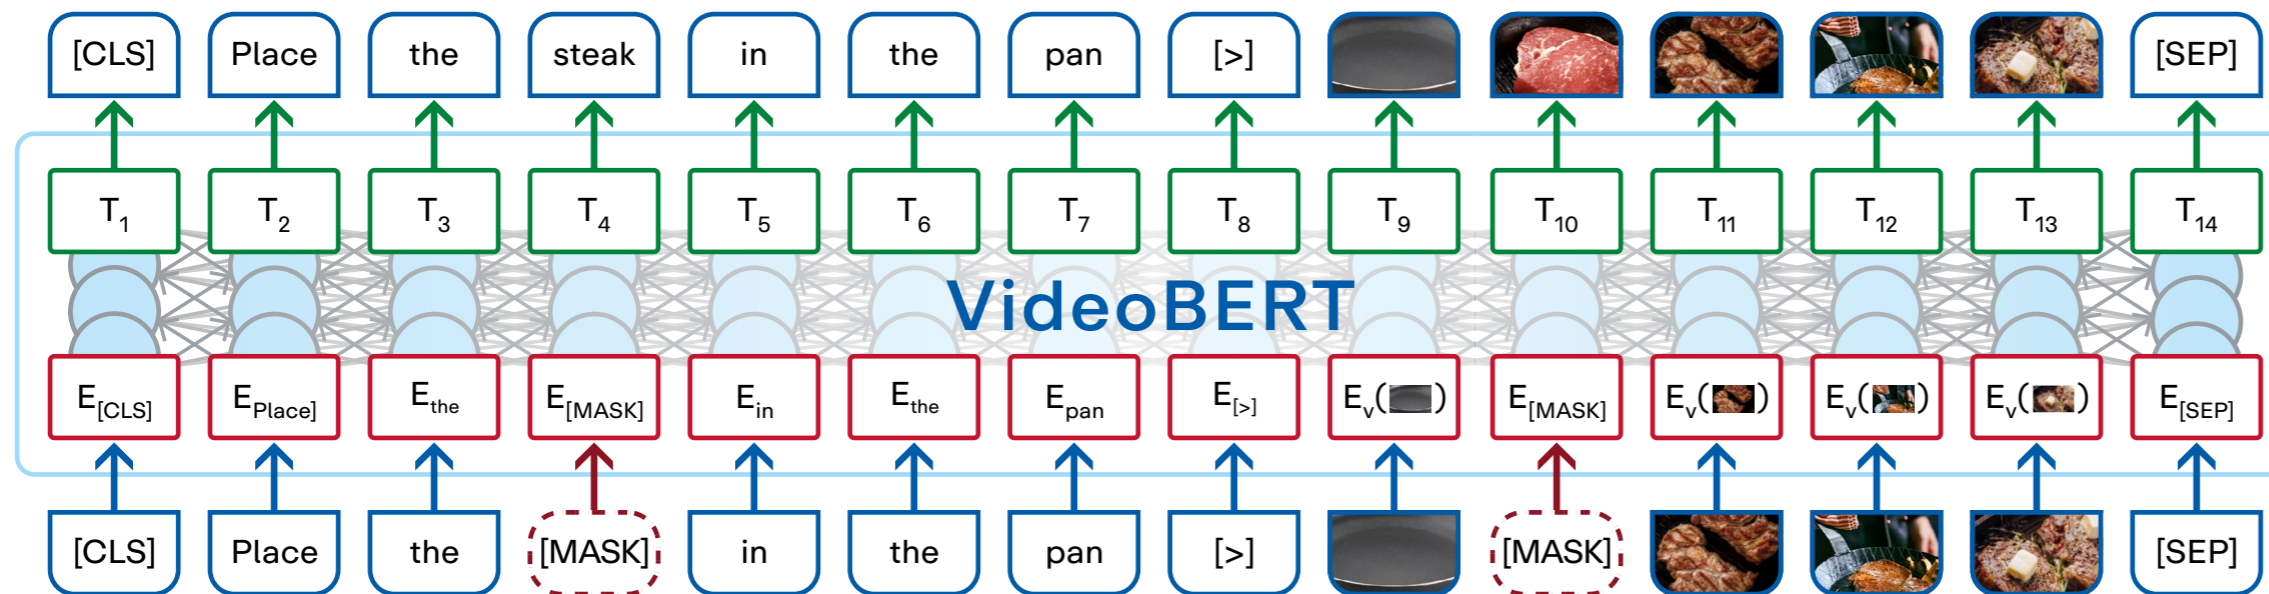 [CLS] Place the steak in the pan [>] [SEP]
T1 T2 T3 T4 T5 T6 T7 T8 T9 T10 T11 T12 T13 T14
VideoBERT
E[CLS] EPlace] Ethe E[MASK] Ein Ethe Epan E[>] Ev( ) E[MASK] Ev( ) Ev( ) Ev( ) E[SEP]
[CLS] Place the [MASK] in the pan [>] [MASK] [SEP]